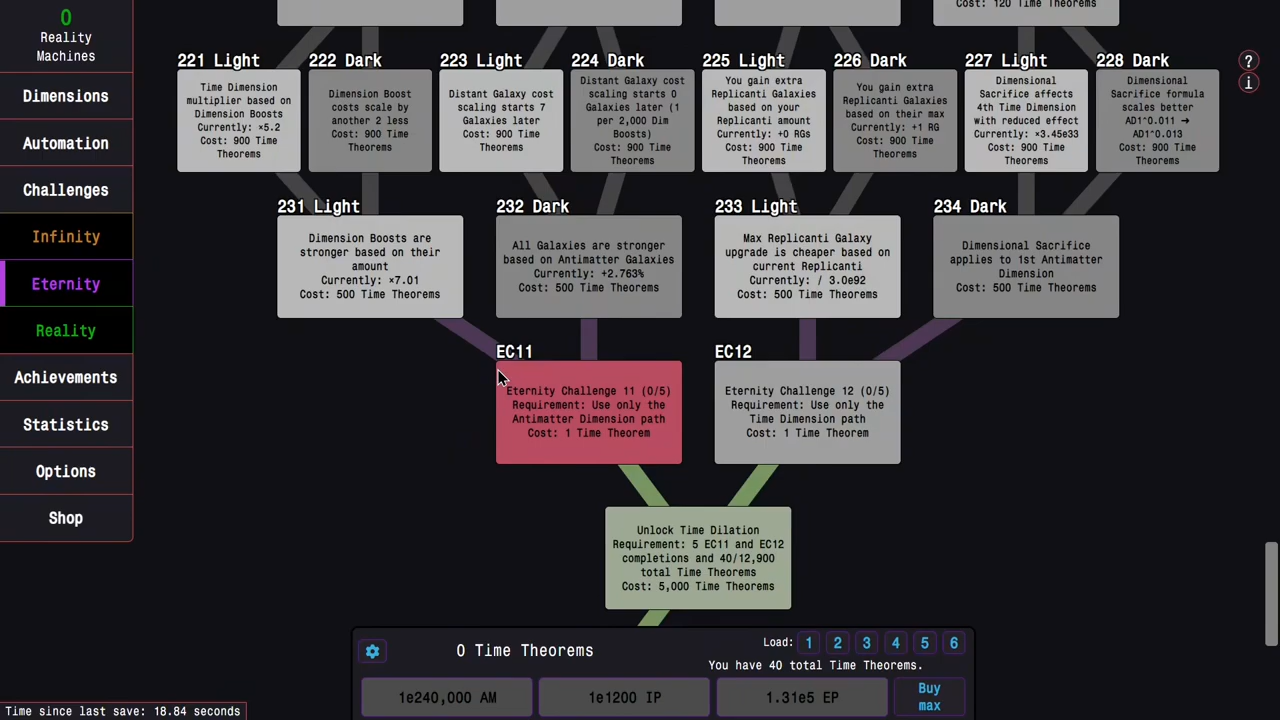 0
Reality
Machines
Dimensions
Automation
Challenges
Infinity
Eternity
Reality
Achievements
Statistics
Options
Shop
Cost: 120 Time
Theorems
221 Light
Time Dimension
multiplier based on
Dimension Boosts
Currently: ×5.2
Cost: 900 Time
Theorems
222 Dark
Dimension Boost
costs scale by
another 2 less
Cost: 900 Time
Theorems
223 Light
Distant Galaxy cost
scaling starts 7
Galaxies later
Cost: 900 Time
Theorems
224 Dark
Distant Galaxy cost
scaling starts 0
Galaxies later (1
per 2,000 Dim
Boosts)
Cost: 900 Time
Theorems
225 Light
You gain extra
Replicanti Galaxies
based on your
Replicanti amount
Currently: +0 RGs
Cost: 900 Time
Theorems
226 Dark
You gain extra
Replicanti Galaxies
based on their max
Currently: +1 RG
Cost: 900 Time
Theorems
227 Light
Dimensional
Sacrifice affects
4th Time Dimension
with reduced effect
Currently: ×3.45e33
Cost: 900 Time
Theorems
228 Dark
Dimensional
Sacrifice formula
scales better
AD1^0.011 →
AD1^0.013
Cost: 900 Time
Theorems
231 Light
Dimension Boosts are
stronger based on their
amount
Currently: ×7.01
Cost: 500 Time Theorems
232 Dark
All Galaxies are stronger
based on Antimatter Galaxies
Currently: +2.763%
Cost: 500 Time Theorems
233 Light
Max Replicanti Galaxy
upgrade is cheaper based on
current Replicanti
Currently: / 3.0e92
Cost: 500 Time Theorems
234 Dark
Dimensional Sacrifice
applies to 1st Antimatter
Dimension
Cost: 500 Time Theorems
EC11
Eternity Challenge 11 (0/5)
Requirement: Use only the
Antimatter Dimension path
Cost: 1 Time Theorem
EC12
Eternity Challenge 12 (0/5)
Requirement: Use only the
Time Dimension path
Cost: 1 Time Theorem
Unlock Time Dilation
Requirement: 5 EC11 and EC12
completions and 40/12,900
total Time Theorems
Cost: 5,000 Time Theorems
0 Time Theorems
Load: 1 2 3 4 5 6
You have 40 total Time Theorems.
1e240,000 AM
1e1200 IP
1.31e5 EP
Buy
max
Time since last save: 18.84 seconds
?
i